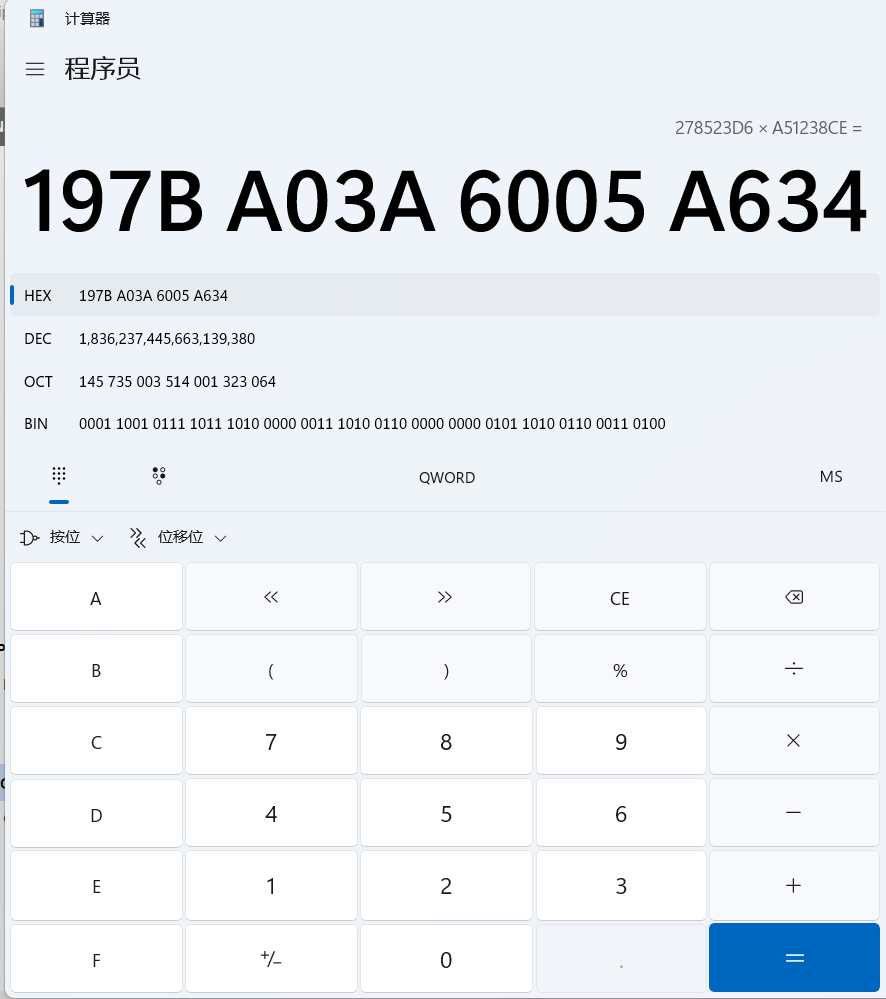 计算器
程序员
278523D6 × A51238CE =
197B A03A 6005 A634
HEX 197B A03A 6005 A634
DEC 1,836,237,445,663,139,380
OCT 145 735 003 514 001 323 064
BIN 0001 1001 0111 1011 1010 0000 0011 1010 0110 0000 0000 0101 1010 0110 0011 0100
QWORD MS
按位 位移位
A << >> CE
B ( ) % ÷
C 7 8 9 ×
D 4 5 6 −
E 1 2 3 +
F +/− 0 . =